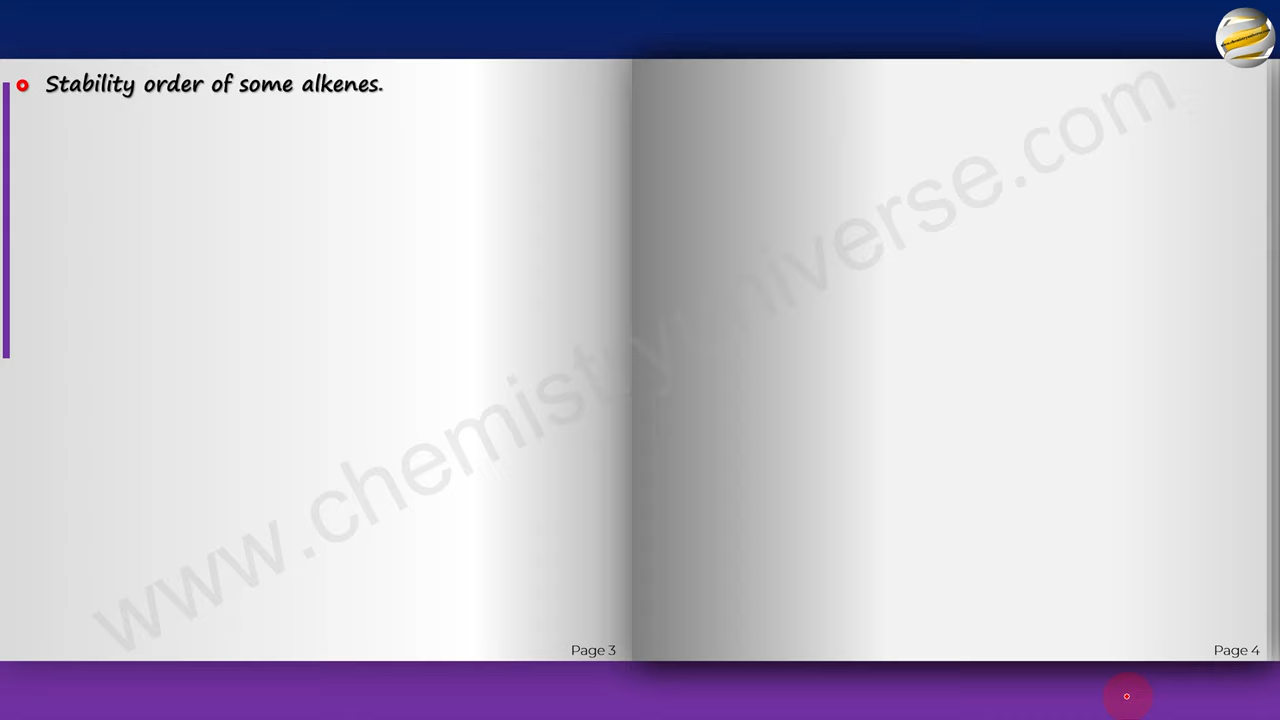 Stability order of some alkenes.
www.chemistryuniverse.com
Page 3
Page 4